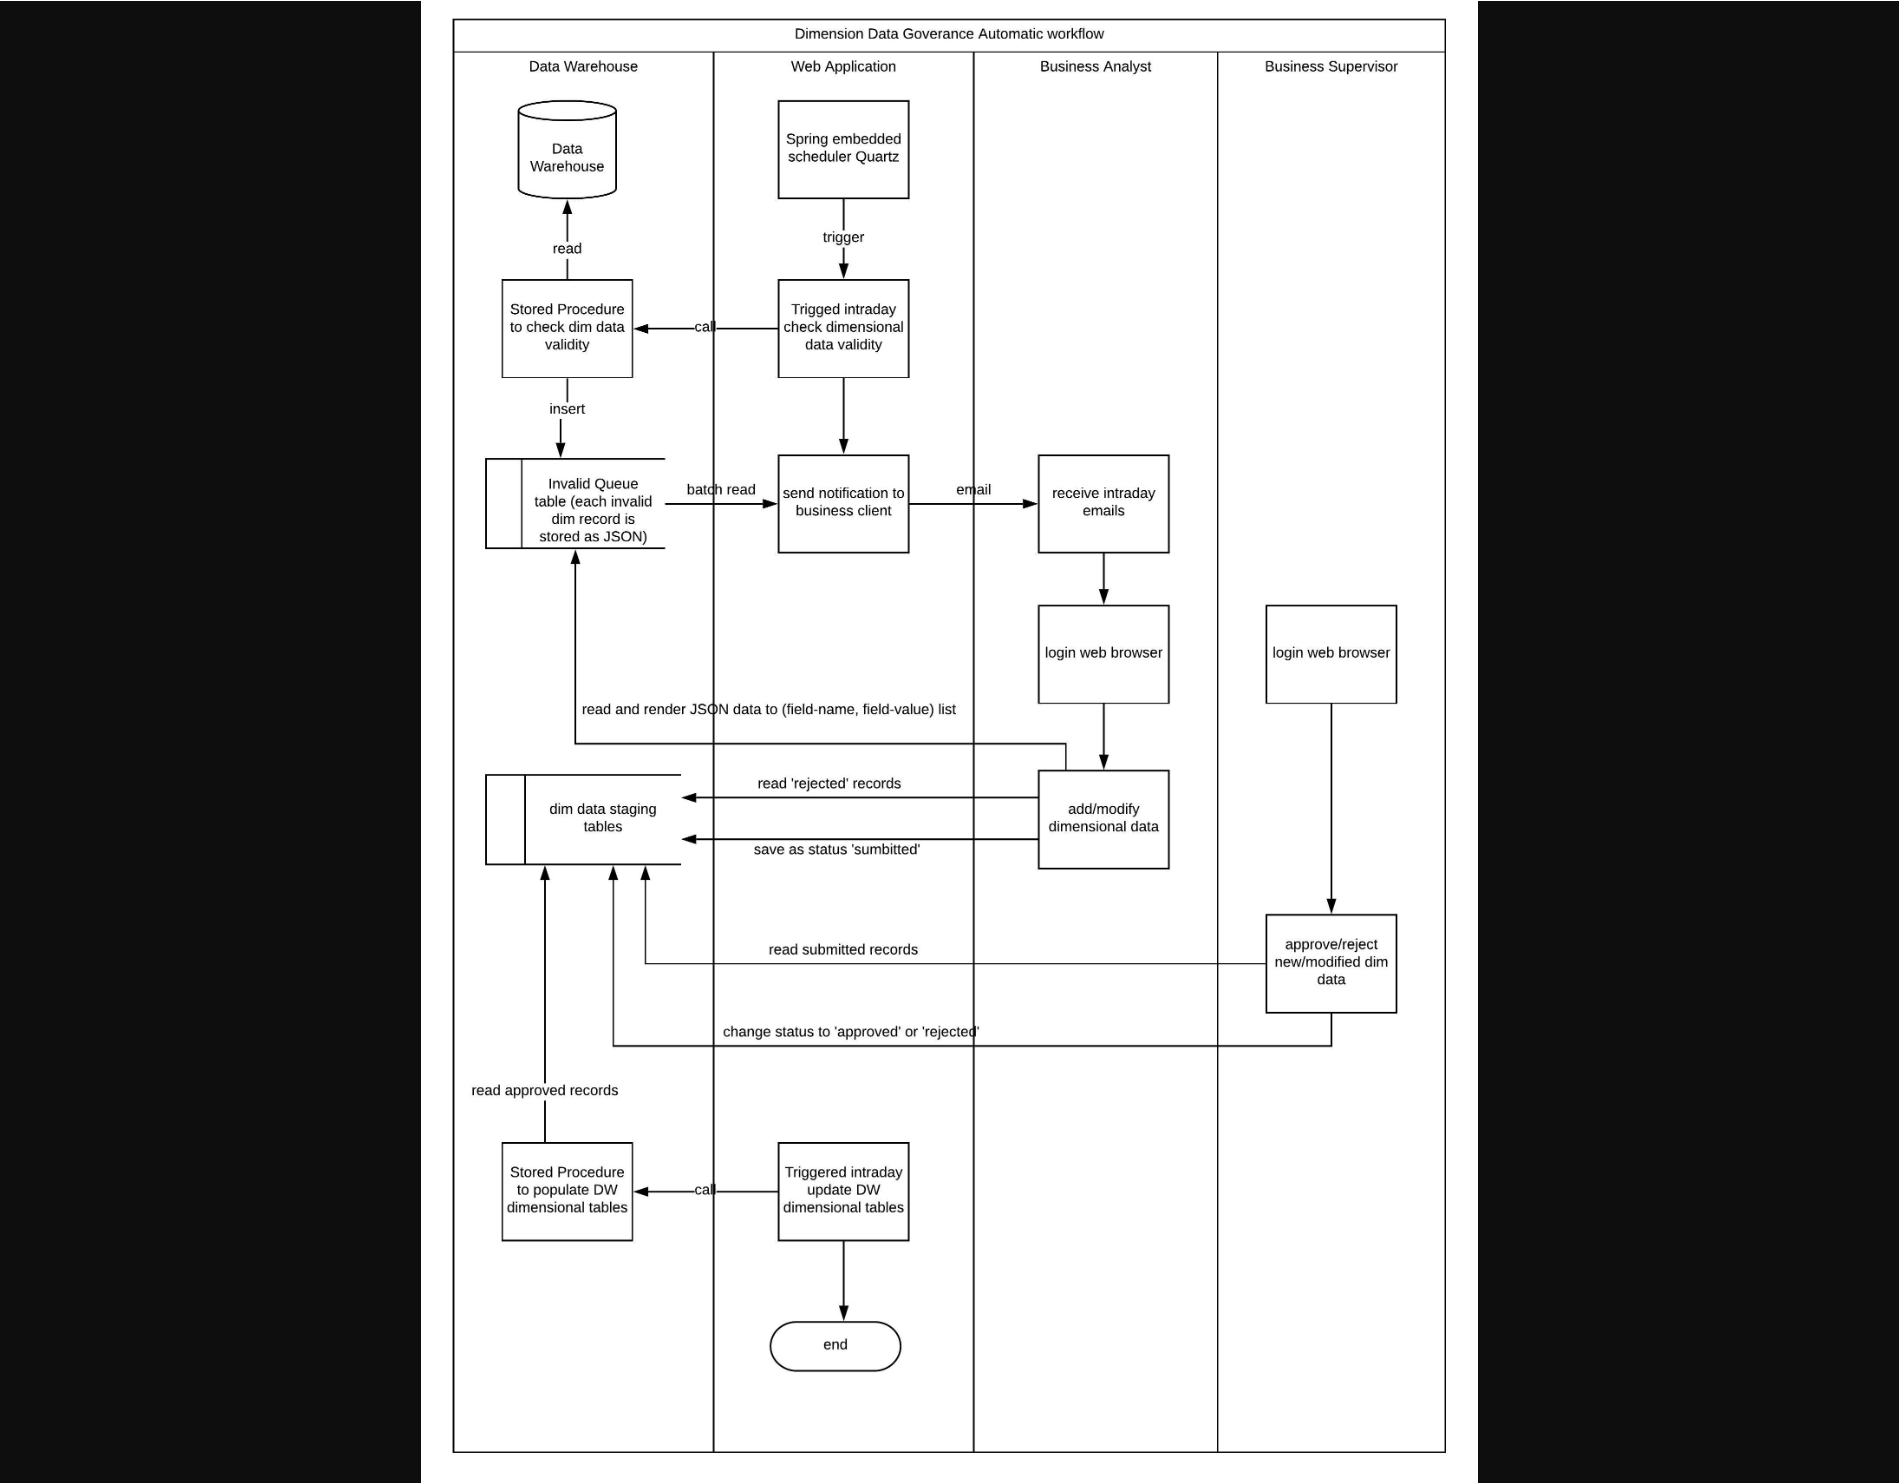 Dimension Data Goverance Automatic workflow
Data Warehouse
Web Application
Business Analyst
Business Supervisor
Data
Warehouse
Spring embedded
scheduler Quartz
read
trigger
Stored Procedure
to check dim data
validity
call
Trigged intraday
check dimensional
data validity
insert
Invalid Queue
table (each invalid
dim record is
stored as JSON)
batch read
send notification to
business client
email
receive intraday
emails
login web browser
login web browser
read and render JSON data to (field-name, field-value) list
dim data staging
tables
read 'rejected' records
save as status 'sumbitted'
add/modify
dimensional data
read submitted records
approve/reject
new/modified dim
data
change status to 'approved' or 'rejected'
read approved records
Stored Procedure
to populate DW
dimensional tables
call
Triggered intraday
update DW
dimensional tables
end